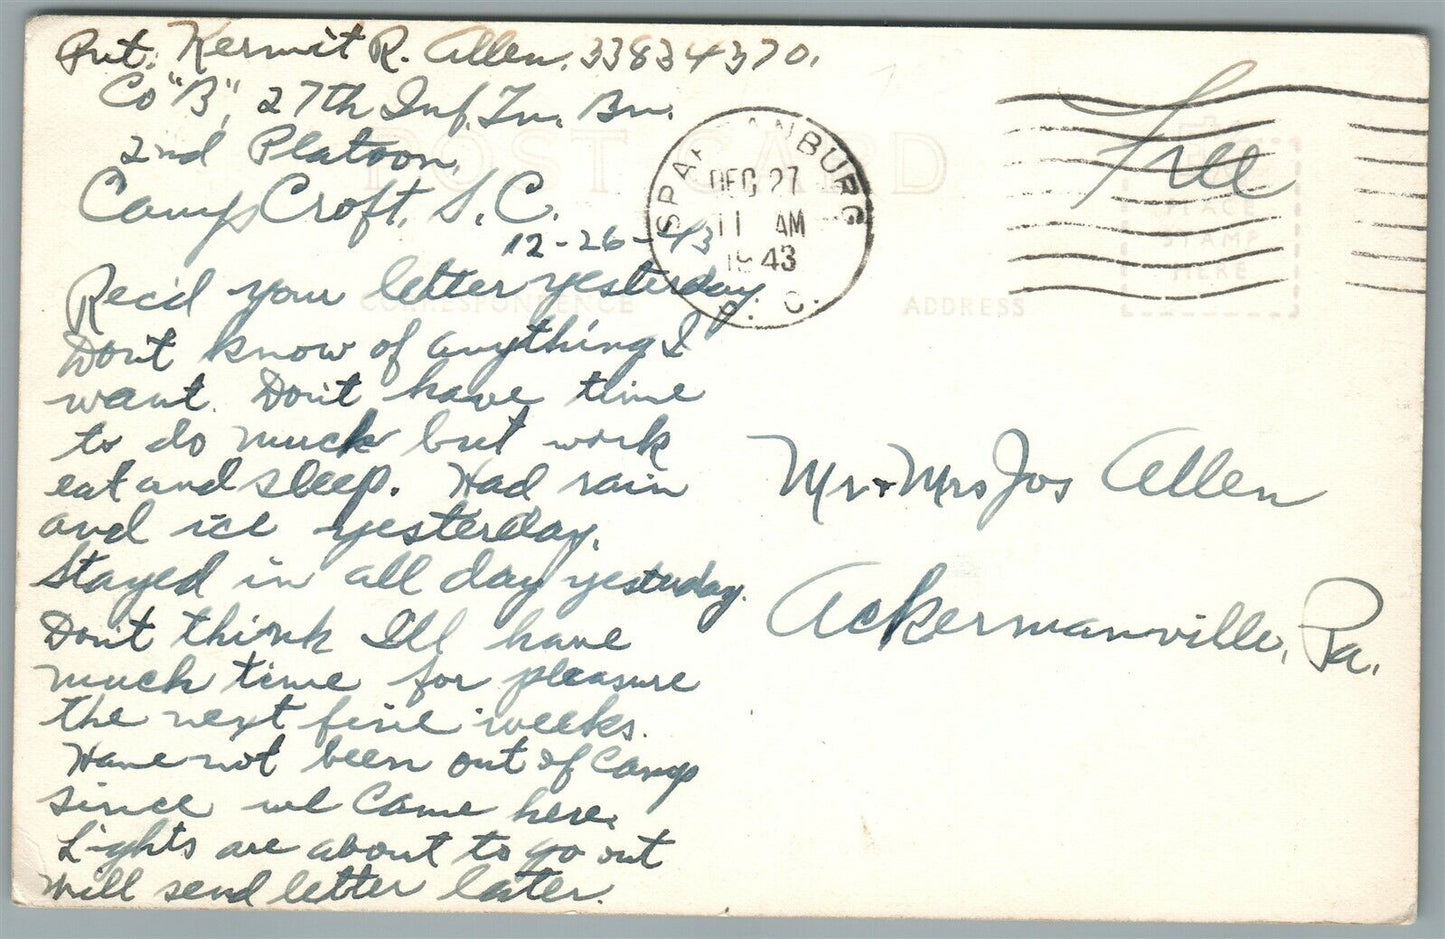 Pvt. Kermit R. Allen. 33834370.
Co "B", 27th Inf. Tn. Bn.
2nd Platoon,
Camp Croft, S.C.
12-26-43
Rec'd your letter yesterday
Don't know of anything I
want. Don't have time
to do much but work
eat and sleep. Had rain
and ice yesterday.
Stayed in all day yesterday.
Don't think I'll have
much time for pleasure
the next five weeks.
Have not been out of Camp
since we came here.
Lights are about to go out
Will send letter later.
POST CARD
CORRESPONDENCE
ADDRESS
SPARTANBURG
DEC 27
11 AM
1943
S. C.
Free
PLACE
STAMP
HERE
Mr + Mrs Jos Allen
Ackermanville, Pa.